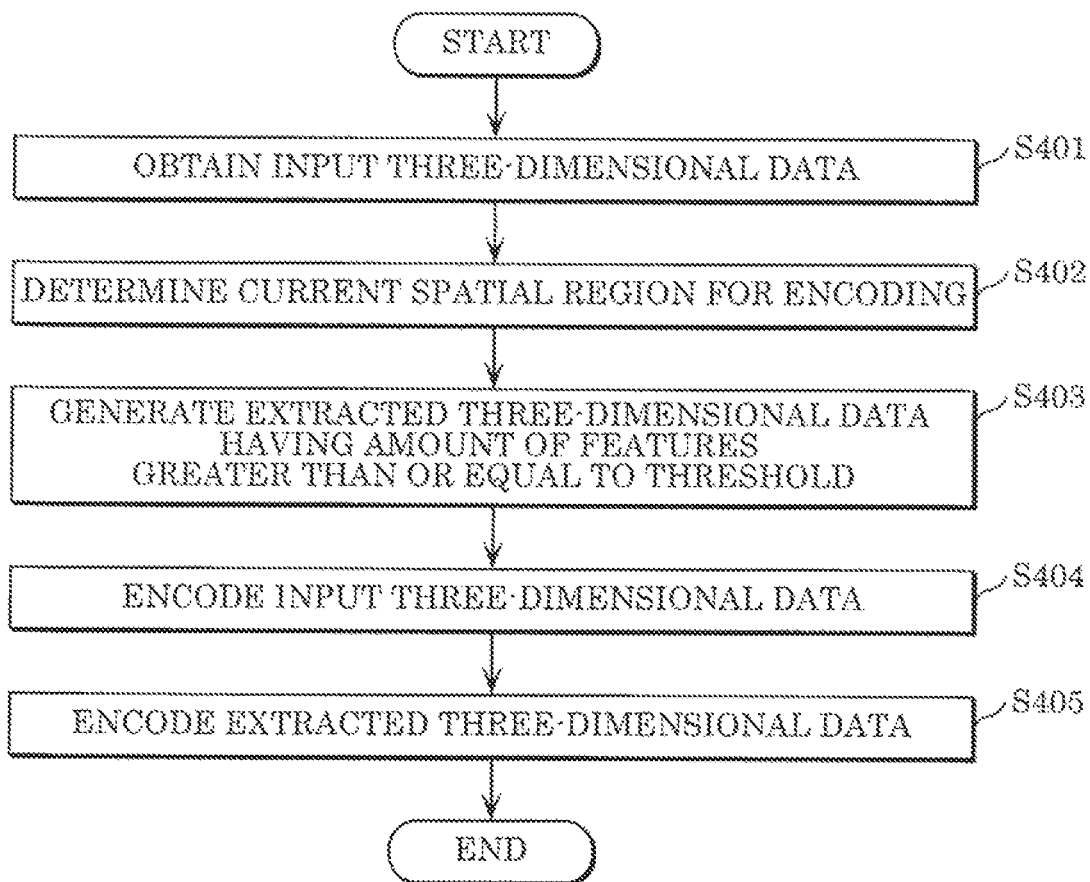 START
OBTAIN INPUT THREE-DIMENSIONAL DATA
S401
DETERMINE CURRENT SPATIAL REGION FOR ENCODING
S402
GENERATE EXTRACTED THREE-DIMENSIONAL DATA
HAVING AMOUNT OF FEATURES
GREATER THAN OR EQUAL TO THRESHOLD
S403
ENCODE INPUT THREE-DIMENSIONAL DATA
S404
ENCODE EXTRACTED THREE-DIMENSIONAL DATA
S405
END